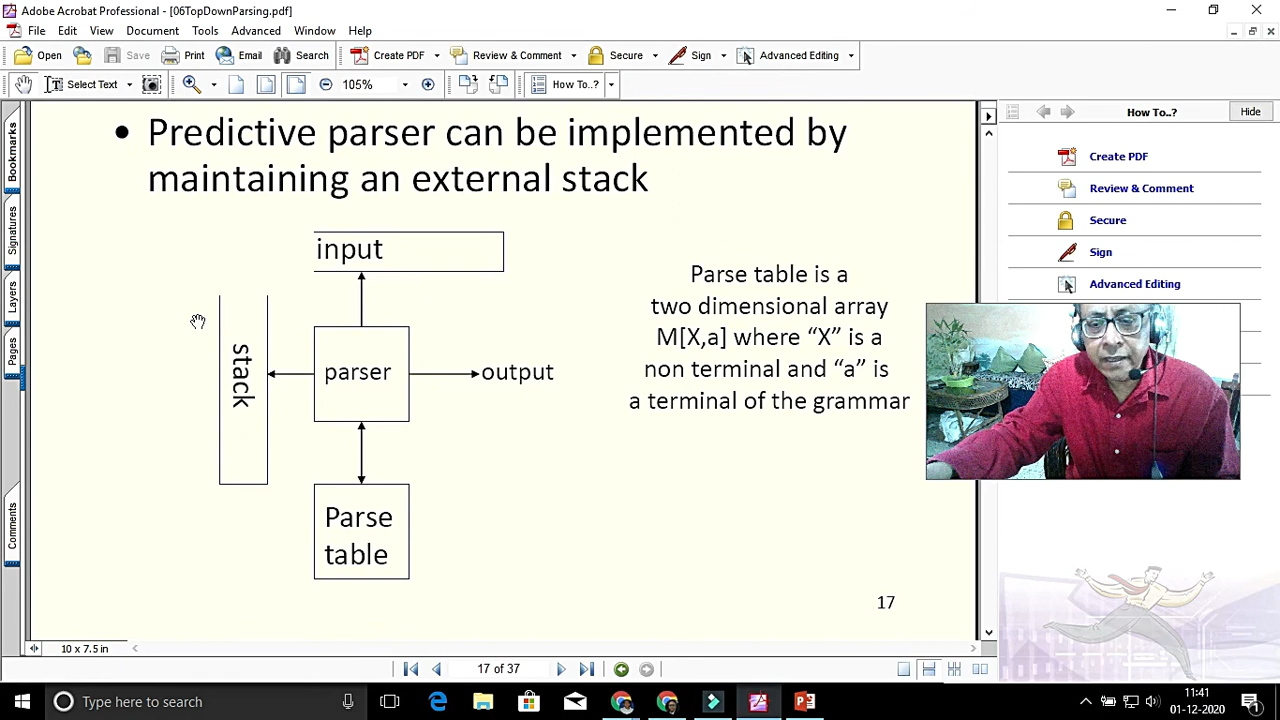 Adobe Acrobat Professional - [06TopDownParsing.pdf]
File Edit View Document Tools Advanced Window Help
Open Save Print Email Search Create PDF Review & Comment Secure Sign Advanced Editing
Select Text 105% How To..?
Bookmarks
Signatures
Layers
Pages
Comments
• Predictive parser can be implemented by
maintaining an external stack
input
stack
parser
output
Parse
table
Parse table is a
two dimensional array
M[X,a] where “X” is a
non terminal and “a” is
a terminal of the grammar
17
How To..? Hide
Create PDF
Review & Comment
Secure
Sign
Advanced Editing
10 x 7.5 in
17 of 37
Type here to search
11:41
01-12-2020
1